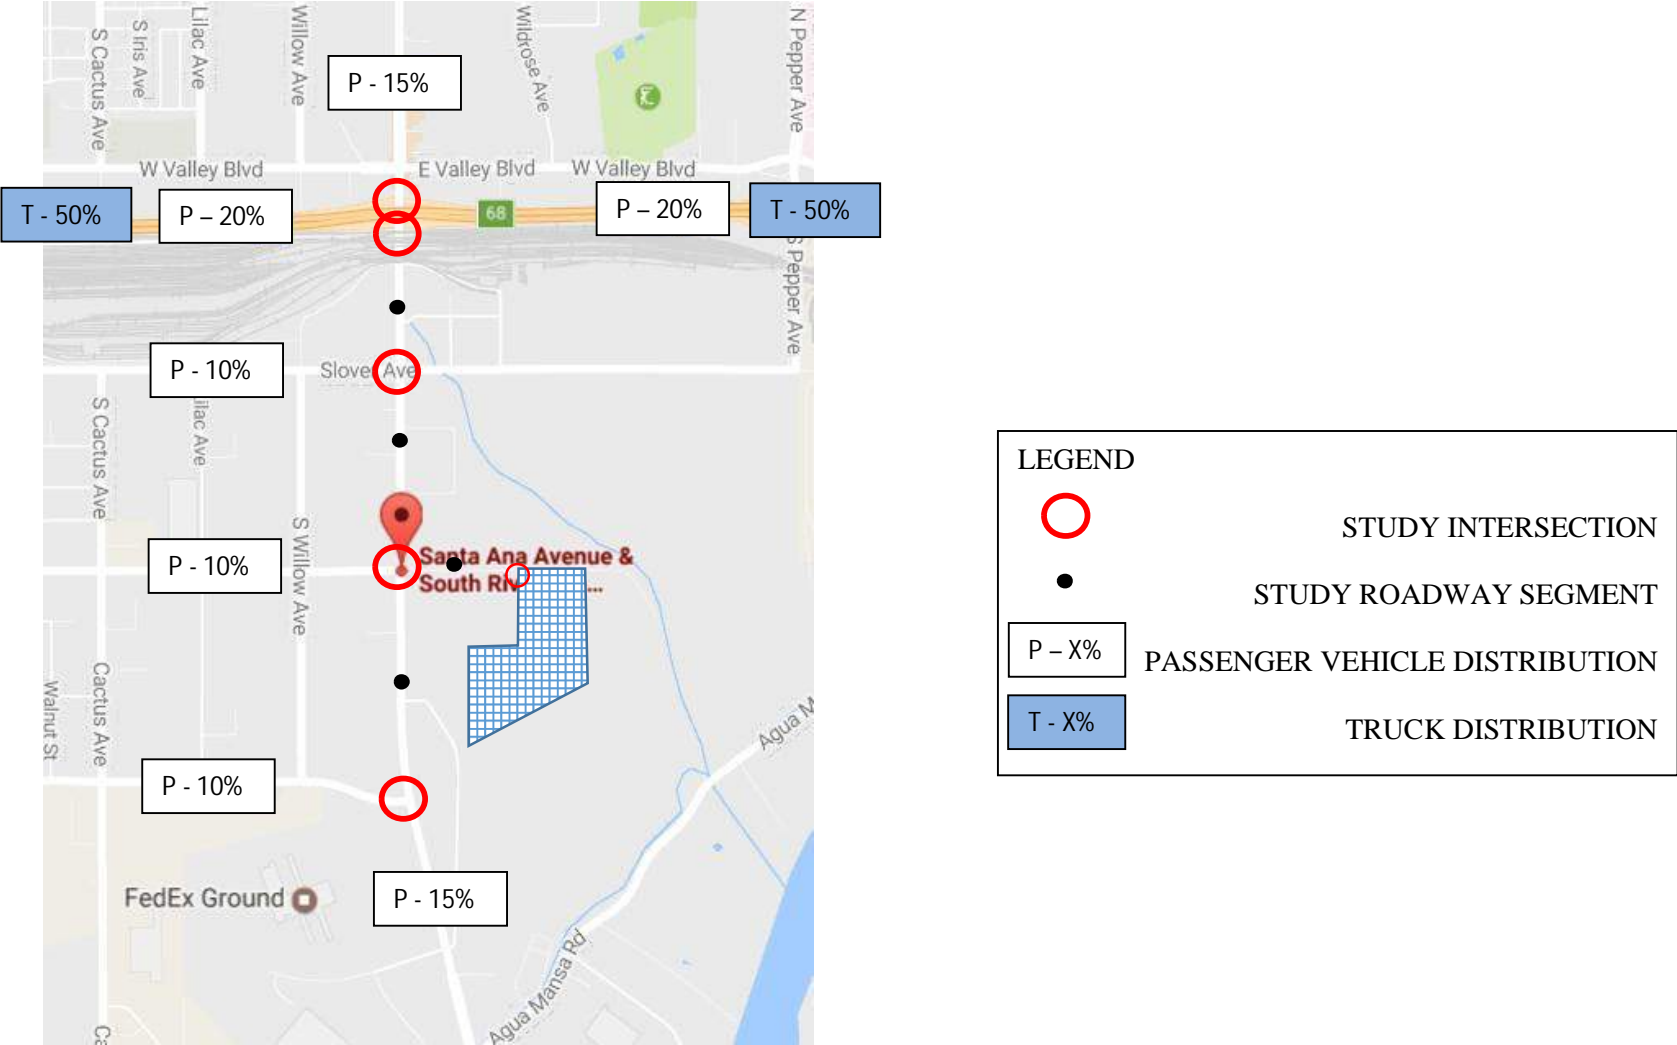 S Cactus Ave
S Iris Ave
Lilac Ave
Willow Ave
Wildrose Ave
N Pepper Ave
P - 15%
W Valley Blvd
E Valley Blvd
W Valley Blvd
T - 50%
P – 20%
68
P – 20%
T - 50%
S Pepper Ave
P - 10%
Slover Ave
S Cactus Ave
ilac Ave
S Willow Ave
P - 10%
Santa Ana Avenue &
South Riv ...
Walnut St
Cactus Ave
P - 10%
Agua M
FedEx Ground
P - 15%
Agua Mansa Rd
Ca
LEGEND
STUDY INTERSECTION
STUDY ROADWAY SEGMENT
P – X%
PASSENGER VEHICLE DISTRIBUTION
T - X%
TRUCK DISTRIBUTION